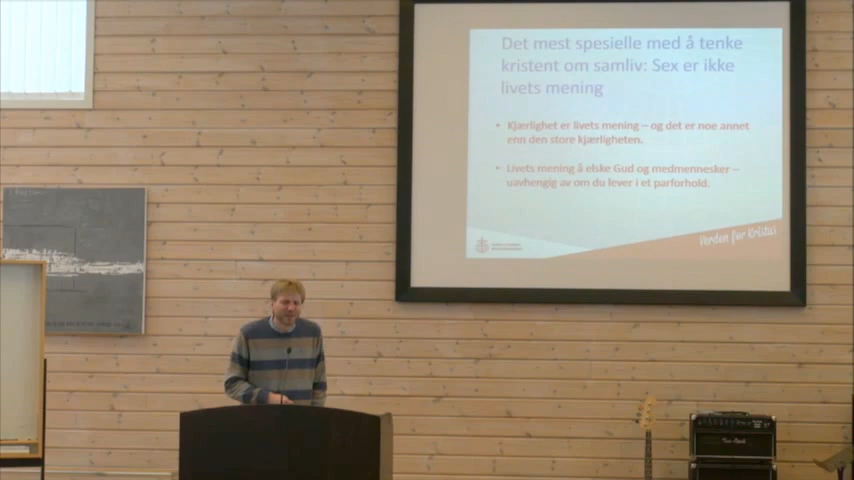 Det mest spesielle med å tenke
kristent om samliv: Sex er ikke
livets mening
• Kjærlighet er livets mening – og det er noe annet
enn den store kjærligheten.
• Livets mening å elske Gud og medmennesker –
uavhengig av om du lever i et parforhold.
Verden for Kristus